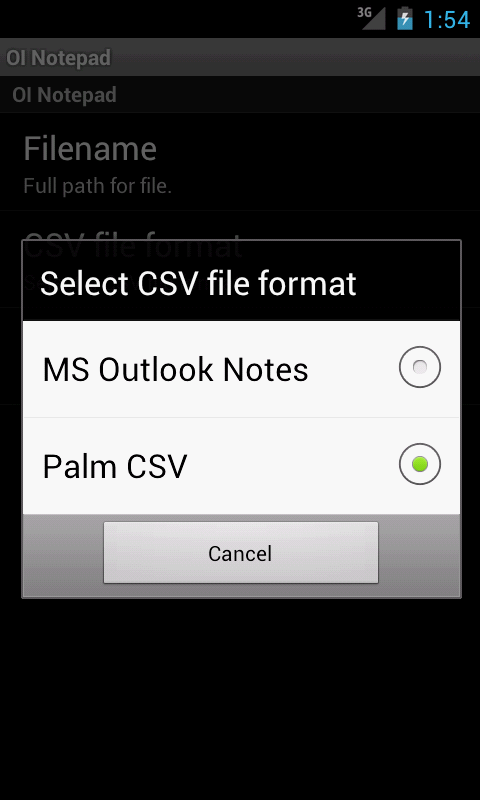 3G 1:54
OI Notepad
OI Notepad
Filename
Full path for file.
CSV file format
Select CSV file format
MS Outlook Notes
Palm CSV
Cancel